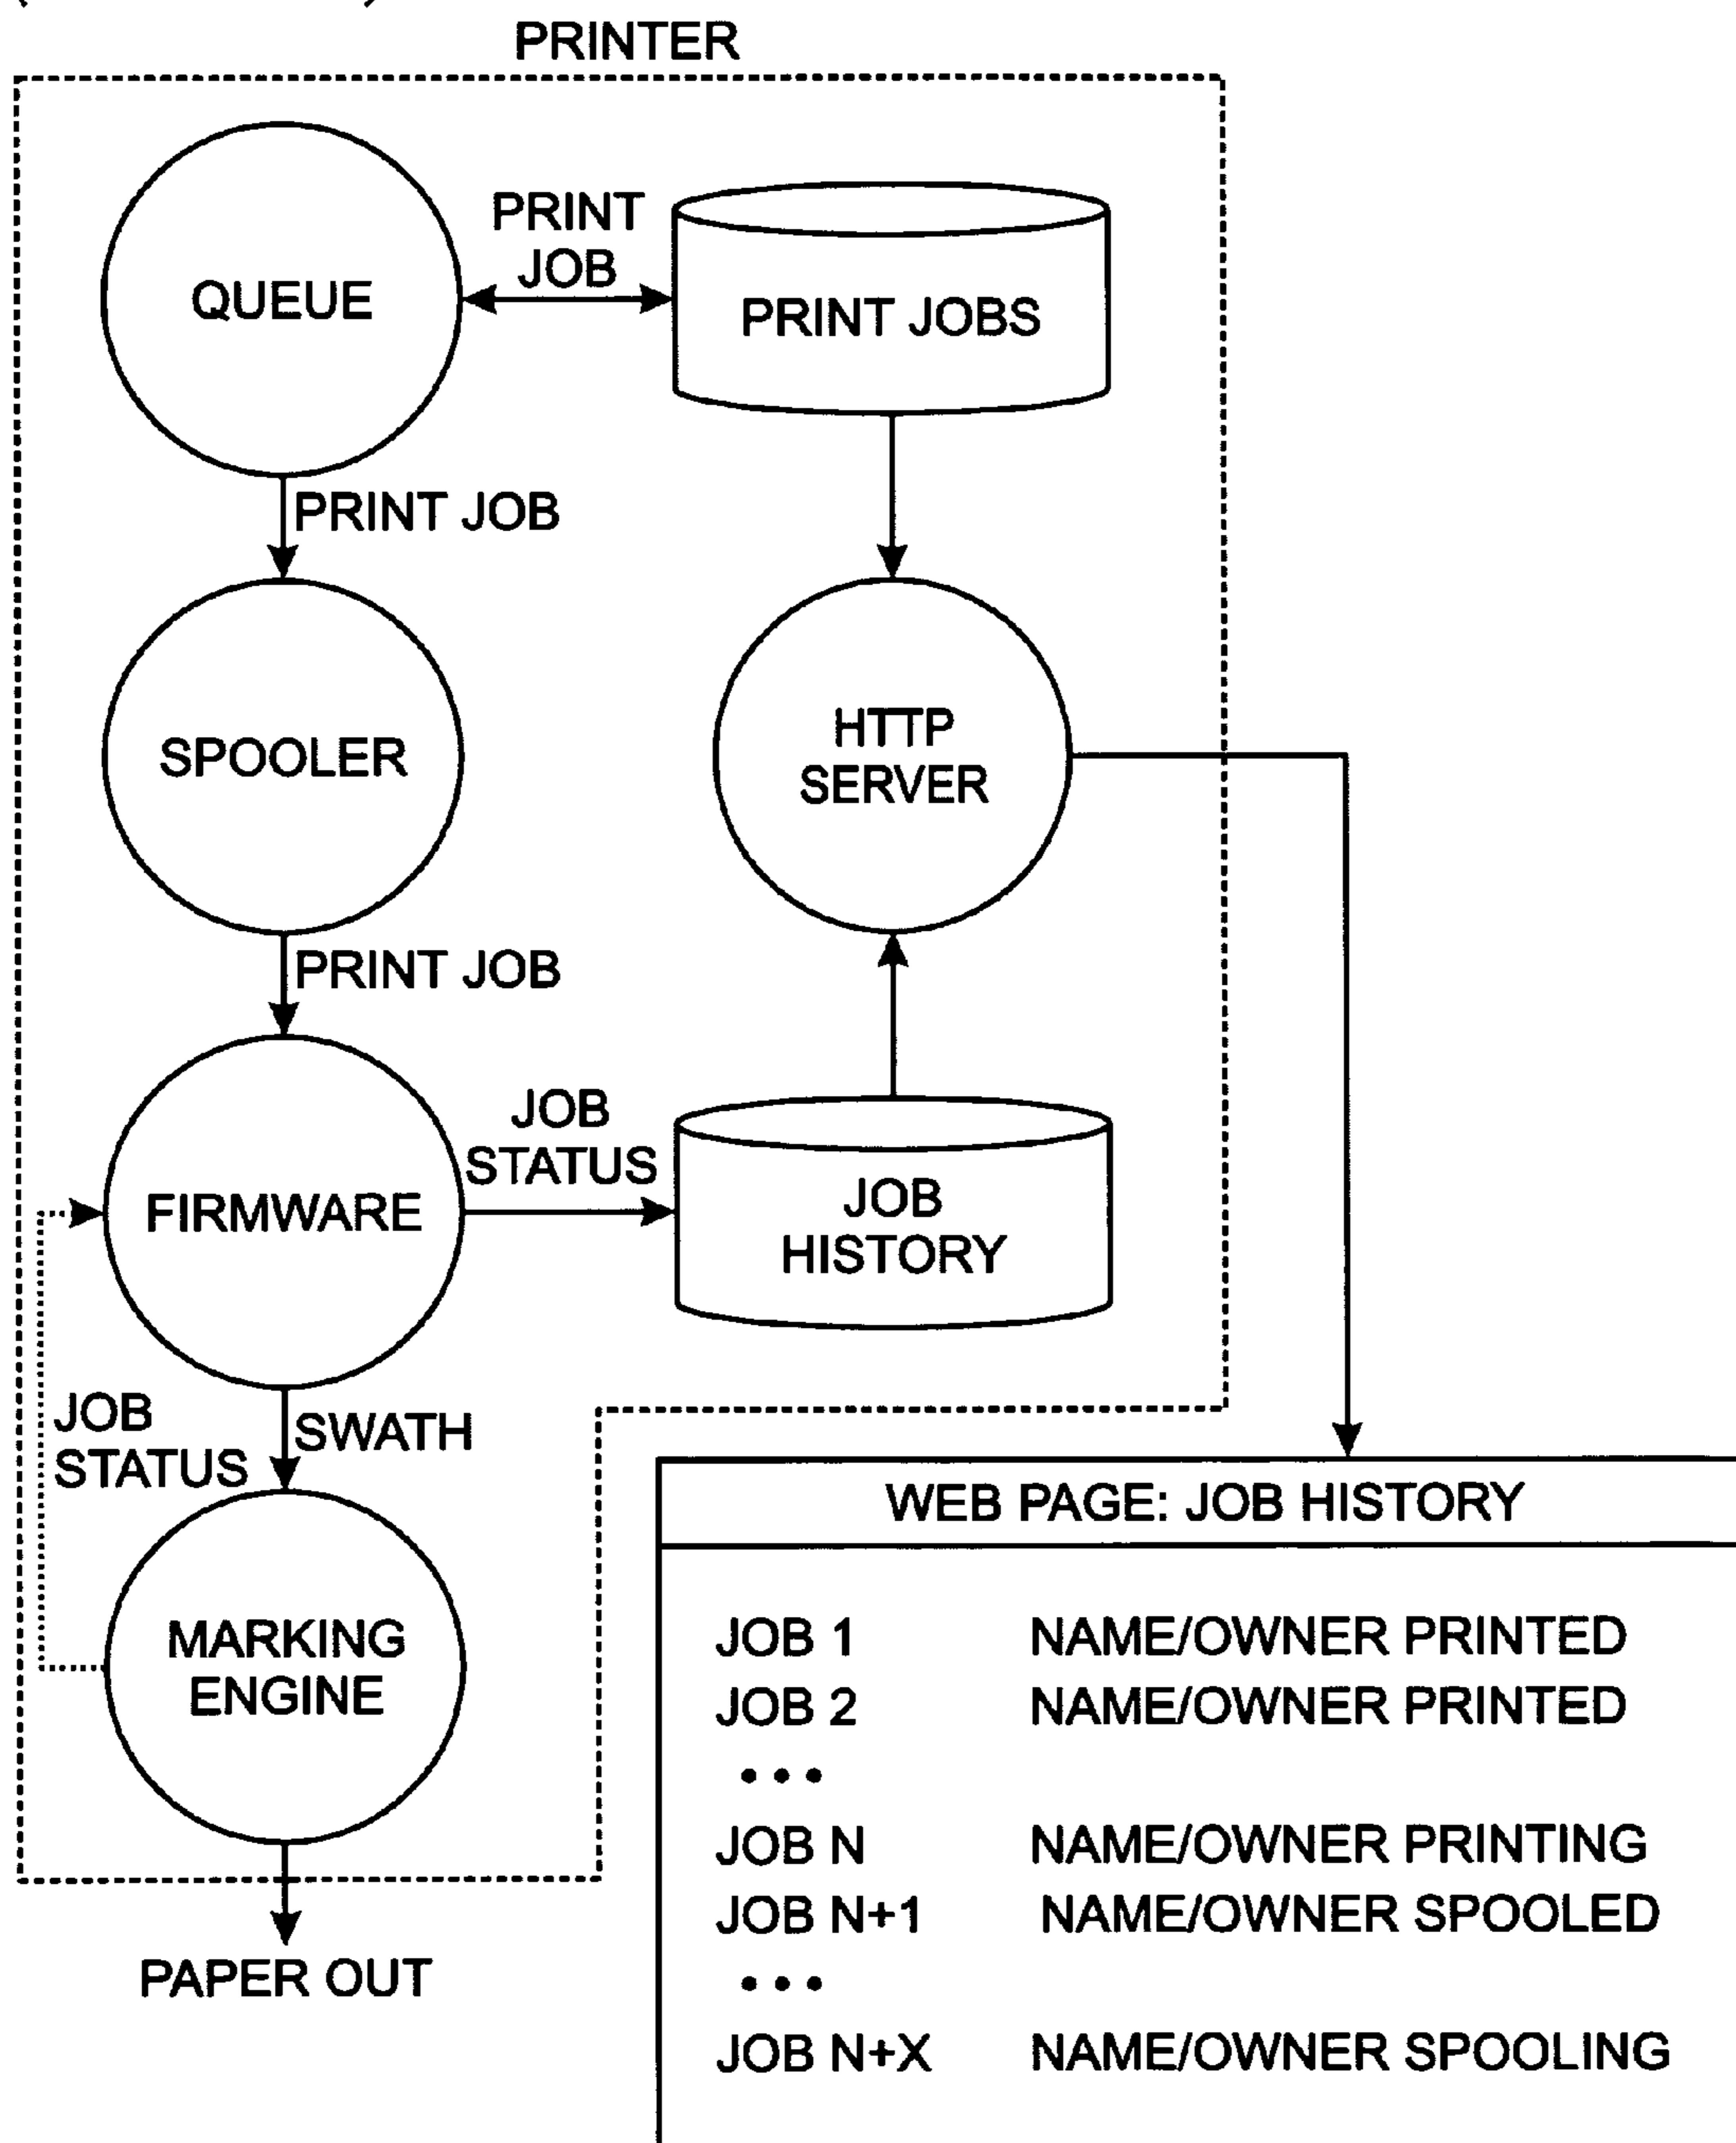 PRINTER
PRINT
JOB
QUEUE
PRINT JOBS
PRINT JOB
HTTP
SERVER
SPOOLER
PRINT JOB
JOB
STATUS
FIRMWARE
JOB
HISTORY
JOB
STATUS
SWATH
MARKING
ENGINE
PAPER OUT
WEB PAGE: JOB HISTORY
JOB 1 NAME/OWNER PRINTED
JOB 2 NAME/OWNER PRINTED
• • •
JOB N NAME/OWNER PRINTING
JOB N+1 NAME/OWNER SPOOLED
• • •
JOB N+X NAME/OWNER SPOOLING